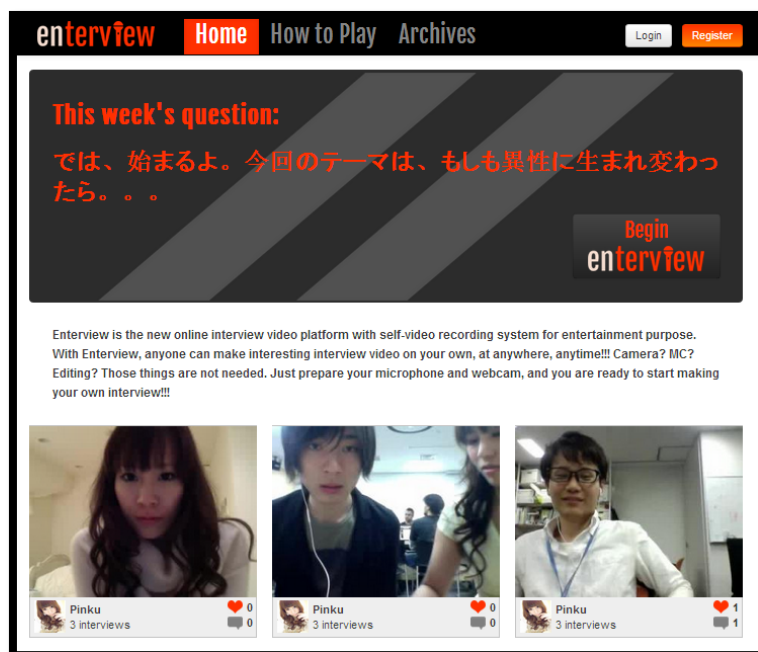 enterview Home How to Play Archives Login Register
This week's question:
では、始まるよ。今回のテーマは、もしも異性に生まれ変わっ
たら。。。
Begin
enterview
Enterview is the new online interview video platform with self-video recording system for entertainment purpose.
With Enterview, anyone can make interesting interview video on your own, at anywhere, anytime!!! Camera? MC?
Editing? Those things are not needed. Just prepare your microphone and webcam, and you are ready to start making
your own interview!!!
Pinku 0
3 interviews 0
Pinku 0
3 interviews 0
Pinku 1
3 interviews 1